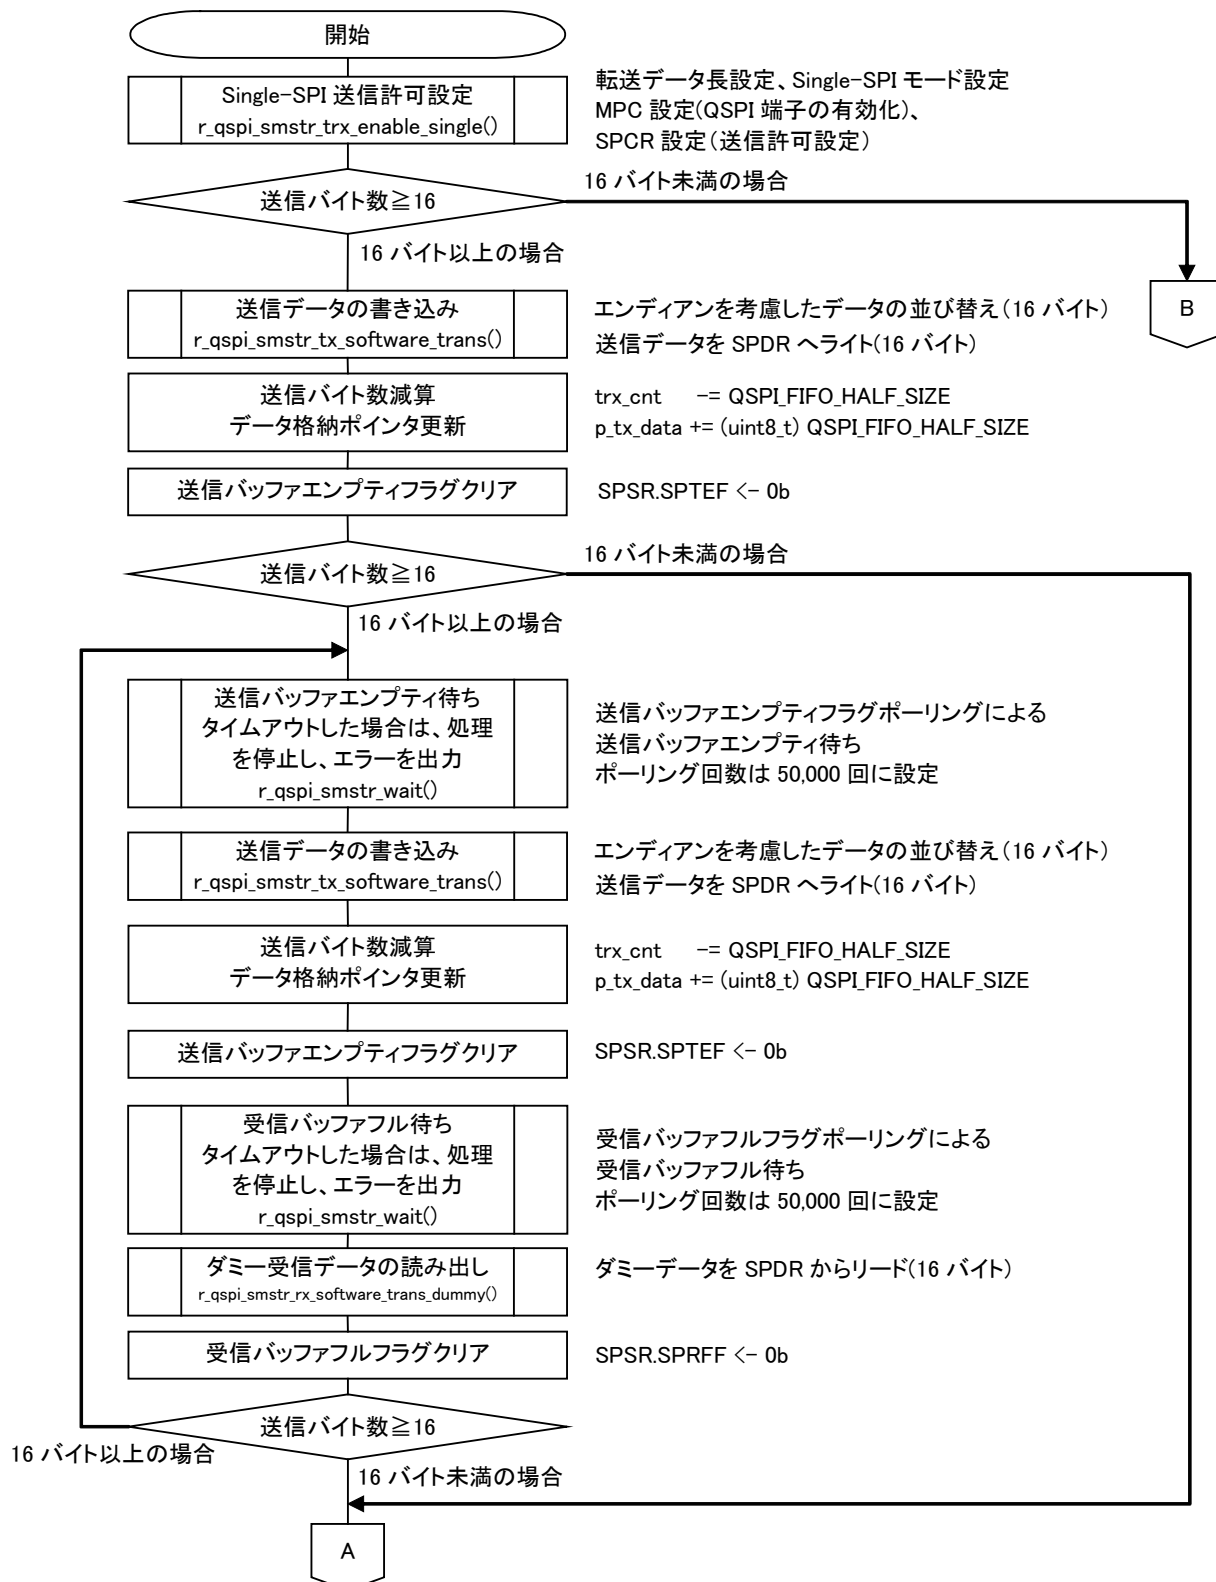 開始
Single-SPI 送信許可設定
r_qspi_smstr_trx_enable_single()
転送データ長設定、Single-SPI モード設定
MPC 設定(QSPI 端子の有効化)、
SPCR 設定（送信許可設定）
送信バイト数≧16
16 バイト未満の場合
16 バイト以上の場合
B
送信データの書き込み
r_qspi_smstr_tx_software_trans()
エンディアンを考慮したデータの並び替え（16 バイト）
送信データを SPDR へライト(16 バイト)
送信バイト数減算
データ格納ポインタ更新
trx_cnt -= QSPI_FIFO_HALF_SIZE
p_tx_data += (uint8_t) QSPI_FIFO_HALF_SIZE
送信バッファエンプティフラグクリア
SPSR.SPTEF <- 0b
送信バイト数≧16
16 バイト未満の場合
16 バイト以上の場合
送信バッファエンプティ待ち
タイムアウトした場合は、処理
を停止し、エラーを出力
r_qspi_smstr_wait()
送信バッファエンプティフラグポーリングによる
送信バッファエンプティ待ち
ポーリング回数は 50,000 回に設定
送信データの書き込み
r_qspi_smstr_tx_software_trans()
エンディアンを考慮したデータの並び替え（16 バイト）
送信データを SPDR へライト(16 バイト)
送信バイト数減算
データ格納ポインタ更新
trx_cnt -= QSPI_FIFO_HALF_SIZE
p_tx_data += (uint8_t) QSPI_FIFO_HALF_SIZE
送信バッファエンプティフラグクリア
SPSR.SPTEF <- 0b
受信バッファフル待ち
タイムアウトした場合は、処理
を停止し、エラーを出力
r_qspi_smstr_wait()
受信バッファフルフラグポーリングによる
受信バッファフル待ち
ポーリング回数は 50,000 回に設定
ダミー受信データの読み出し
r_qspi_smstr_rx_software_trans_dummy()
ダミーデータを SPDR からリード(16 バイト)
受信バッファフルフラグクリア
SPSR.SPRFF <- 0b
送信バイト数≧16
16 バイト以上の場合
16 バイト未満の場合
A